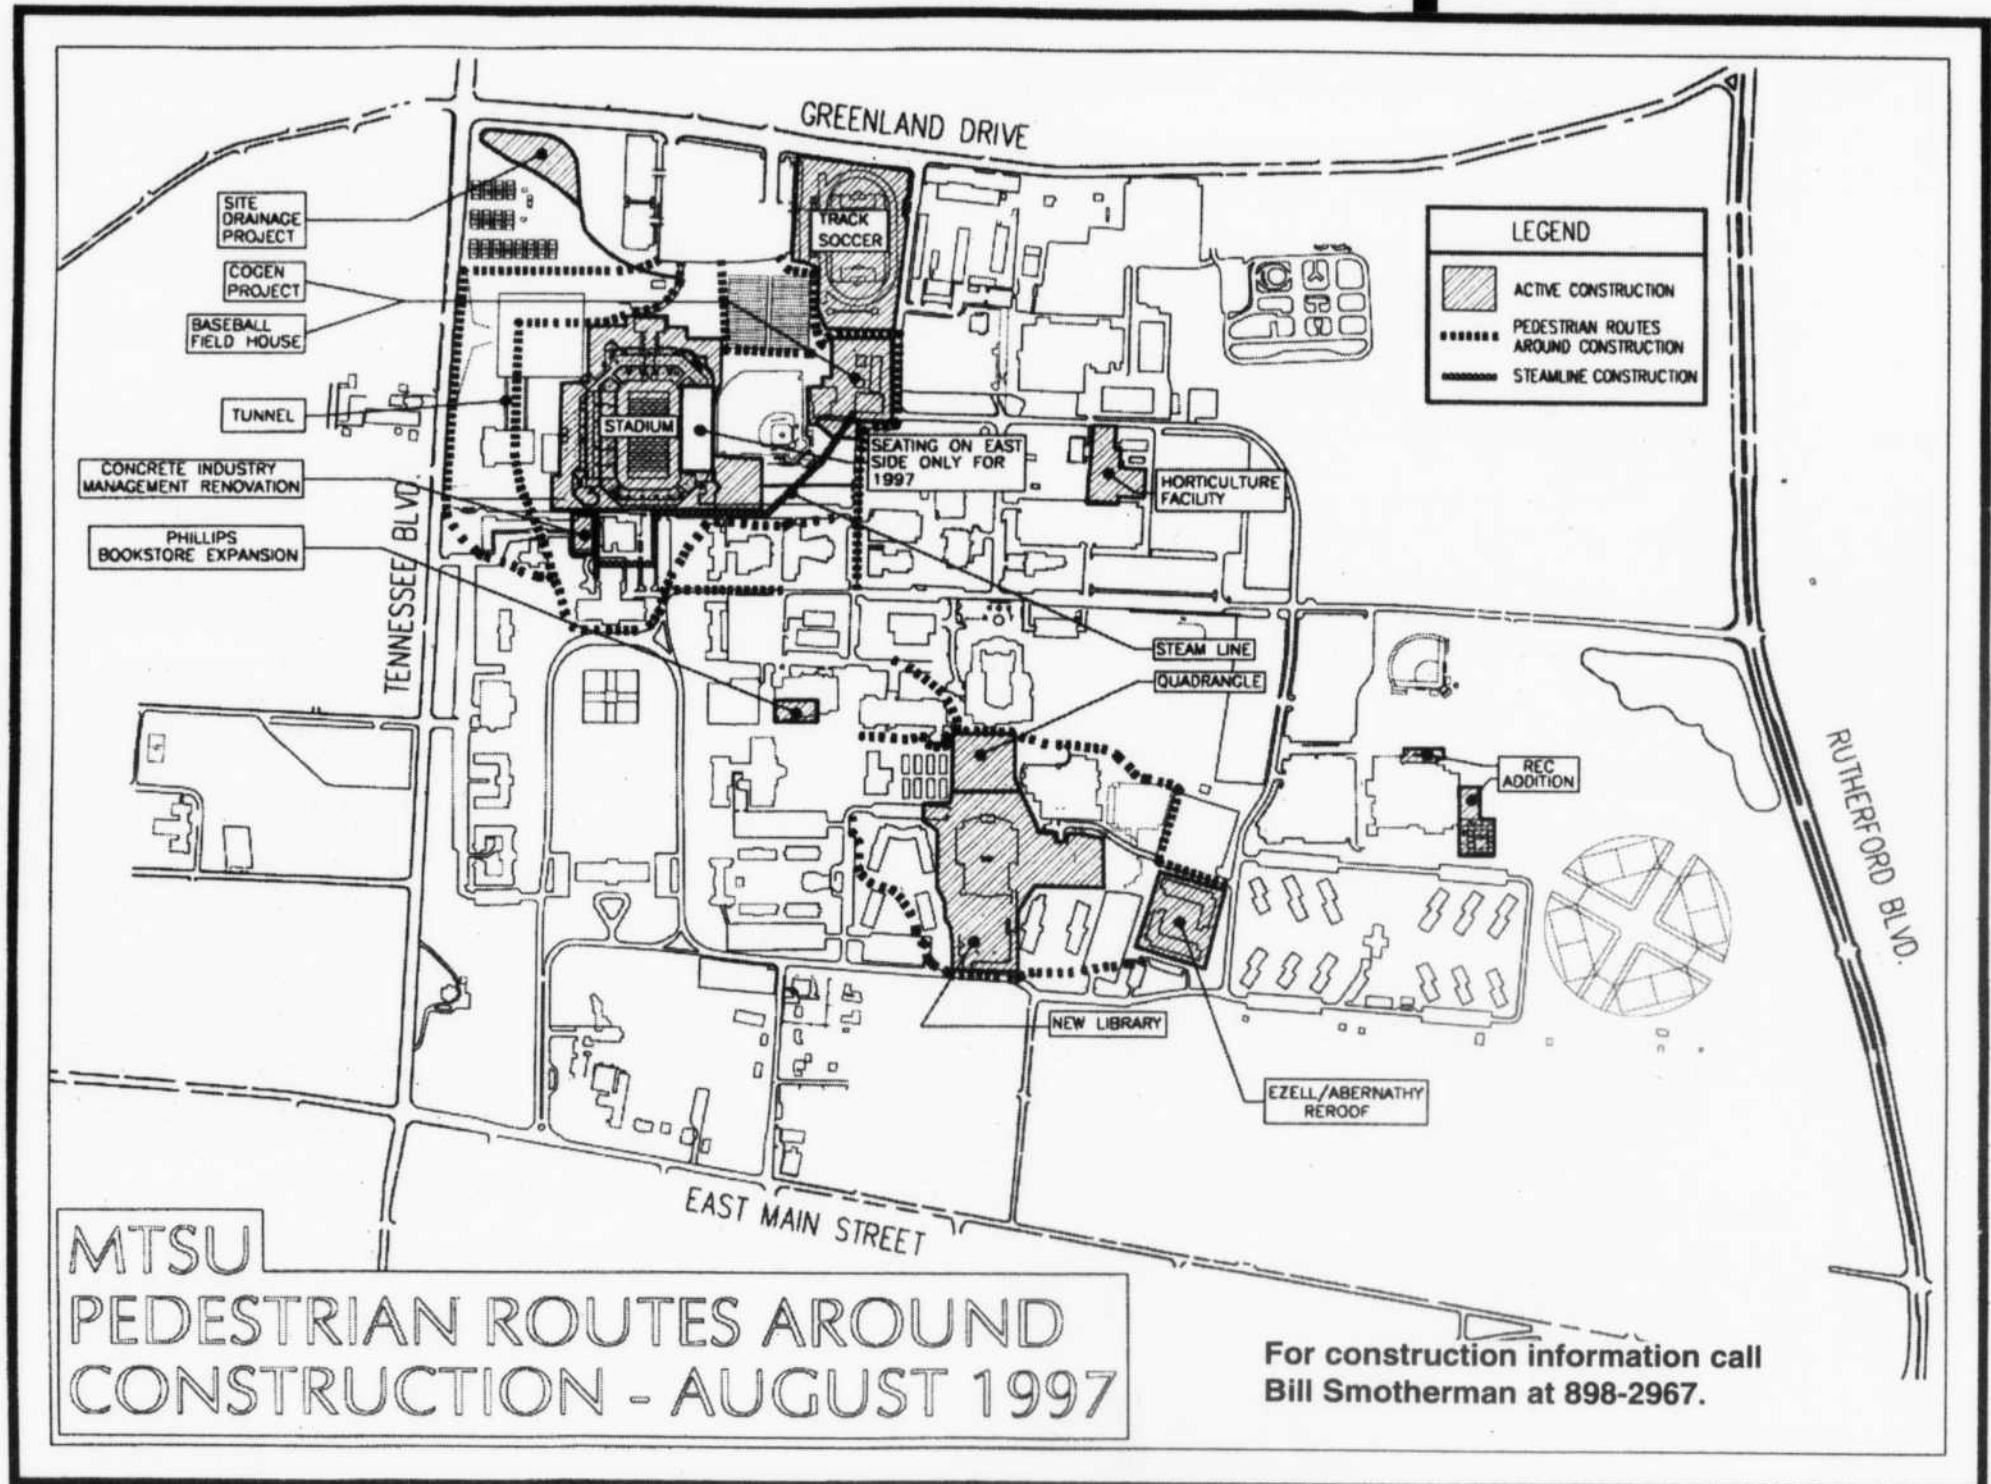 GREENLAND DRIVE
SITE
DRAINAGE
PROJECT
COGEN
PROJECT
BASEBALL
FIELD HOUSE
TUNNEL
CONCRETE INDUSTRY
MANAGEMENT RENOVATION
PHILLIPS
BOOKSTORE EXPANSION
TENNESSEE BLVD.
TRACK
SOCCER
STADIUM
SEATING ON EAST
SIDE ONLY FOR
1997
LEGEND
ACTIVE CONSTRUCTION
PEDESTRIAN ROUTES
AROUND CONSTRUCTION
STEAMLINE CONSTRUCTION
HORTICULTURE
FACILITY
STEAM LINE
QUADRANGLE
REC
ADDITION
RUTHERFORD BLVD.
NEW LIBRARY
EZELL/ABERNATHY
REROOF
EAST MAIN STREET
MTSU
PEDESTRIAN ROUTES AROUND
CONSTRUCTION - AUGUST 1997
For construction information call
Bill Smotherman at 898-2967.